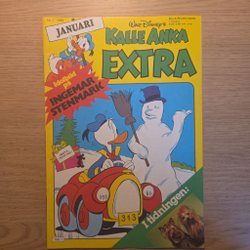 JANUARI
WALT DISNEY'S
KALLE ANKA
EXTRA
INGEMAR
STENMARK
313
I tidningen: